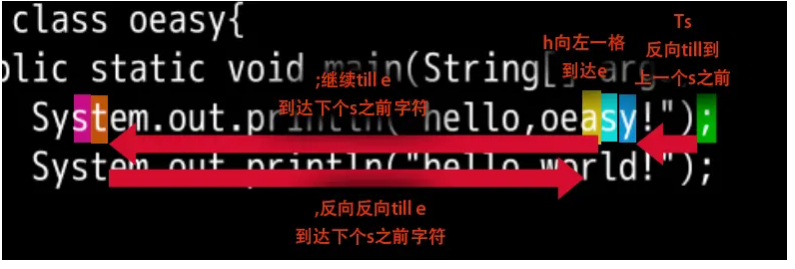 class oeasy{
Ts
h向左一格
反向till到
到达e
上一个s之前
blic static void main(String[] arg
;继续till e
到达下个s之前字符
System.out.println("hello,oeasy!");
System.out.println("hello world!");
,反向反向till e
到达下个s之前字符